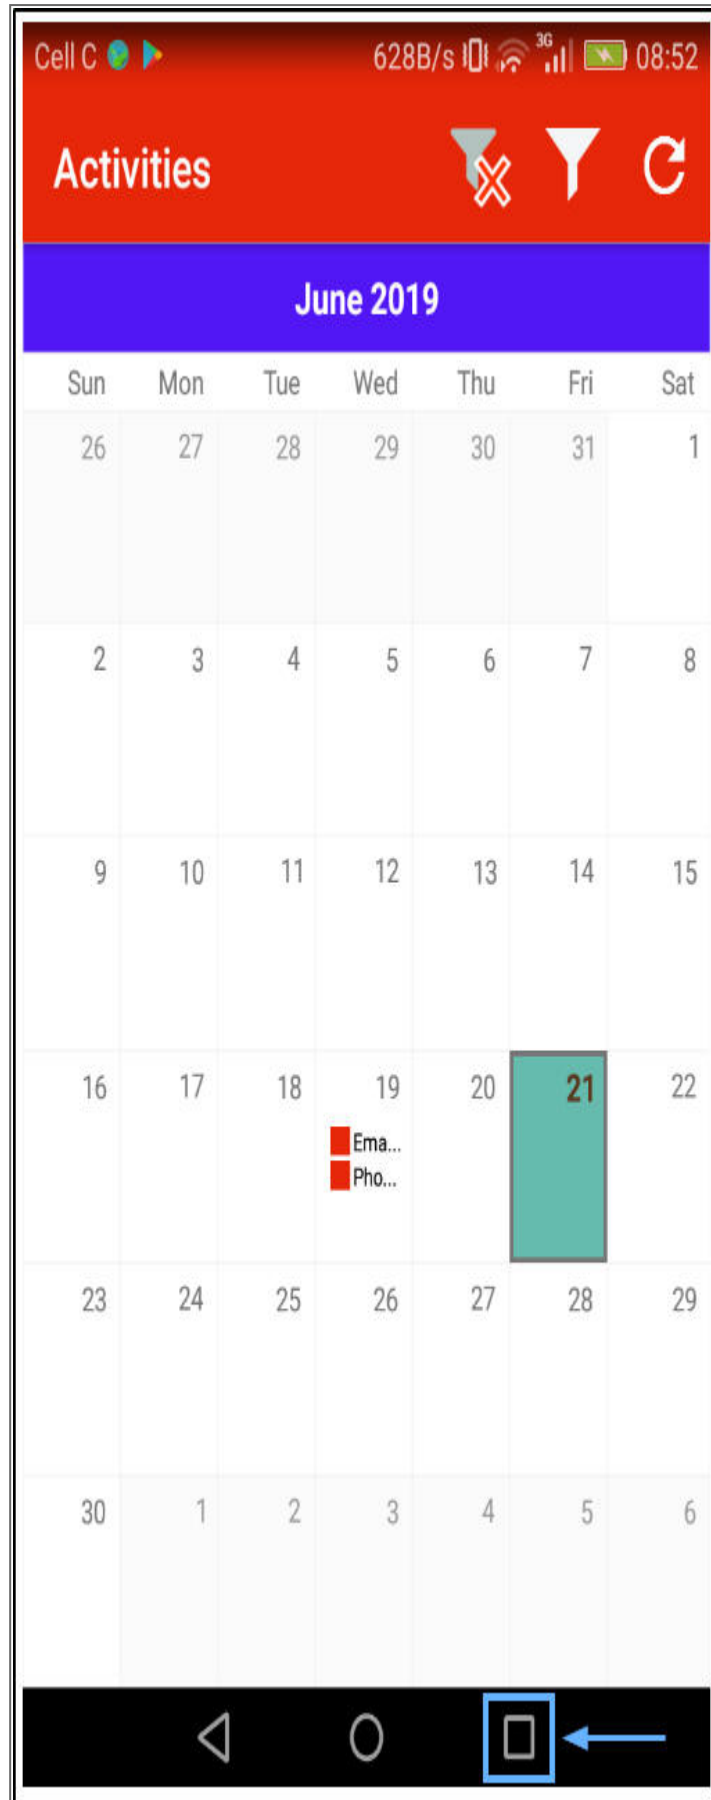 Cell C 628B/s 3G 08:52
Activities
June 2019
Sun Mon Tue Wed Thu Fri Sat
26 27 28 29 30 31 1
2 3 4 5 6 7 8
9 10 11 12 13 14 15
16 17 18 19 20 21 22
Ema...
Pho...
23 24 25 26 27 28 29
30 1 2 3 4 5 6